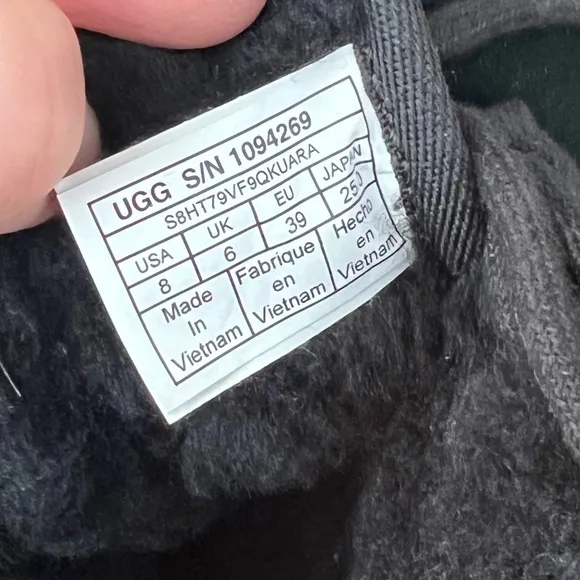 UGG S/N 1094269
S8HT79VF9QKUARA
USA UK EU JAPAN
8 6 39 250
Made Fabrique Hecho
In en en
Vietnam Vietnam Vietnam